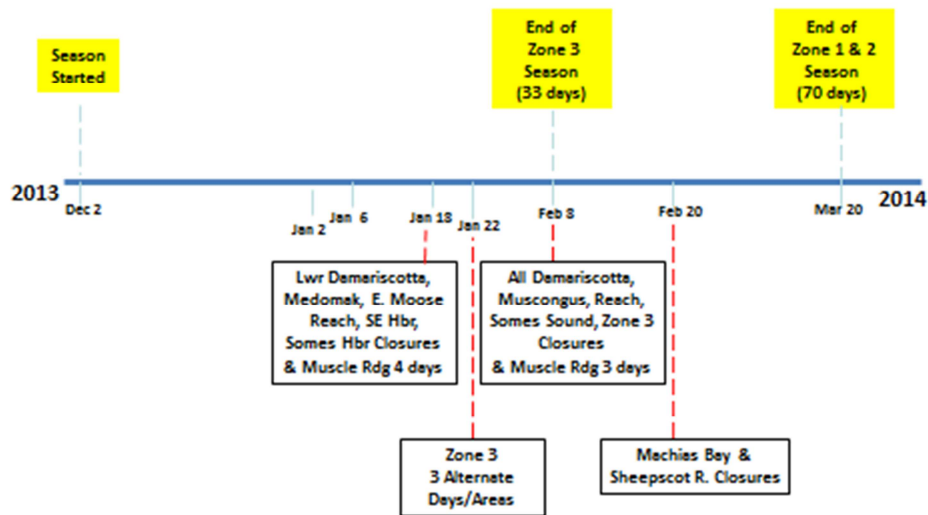 Season
Started
End of
Zone 3
Season
(33 days)
End of
Zone 1 & 2
Season
(70 days)
2013
2014
Dec 2
Jan 2
Jan 6
Jan 18
Jan 22
Feb 8
Feb 20
Mar 20
Lwr Damariscotta,
Medomak, E. Moose
Reach, SE Hbr,
Somes Hbr Closures
& Muscle Rdg 4 days
All Damariscotta,
Muscongus, Reach,
Somes Sound, Zone 3
Closures
& Muscle Rdg 3 days
Zone 3
3 Alternate
Days/Areas
Machias Bay &
Sheepscot R. Closures